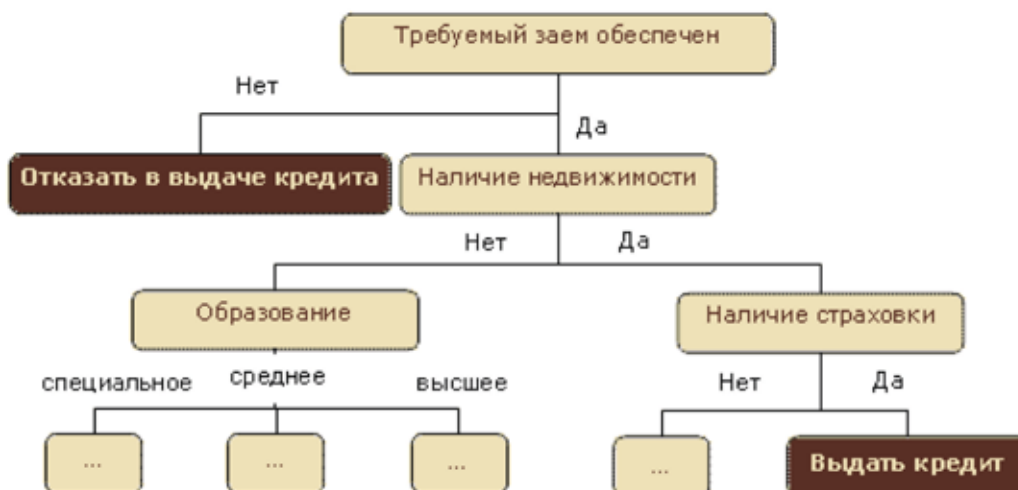 Требуемый заем обеспечен
Нет
Да
Отказать в выдаче кредита
Наличие недвижимости
Нет
Да
Образование
Наличие страховки
специальное
среднее
высшее
Нет
Да
...
...
...
...
Выдать кредит